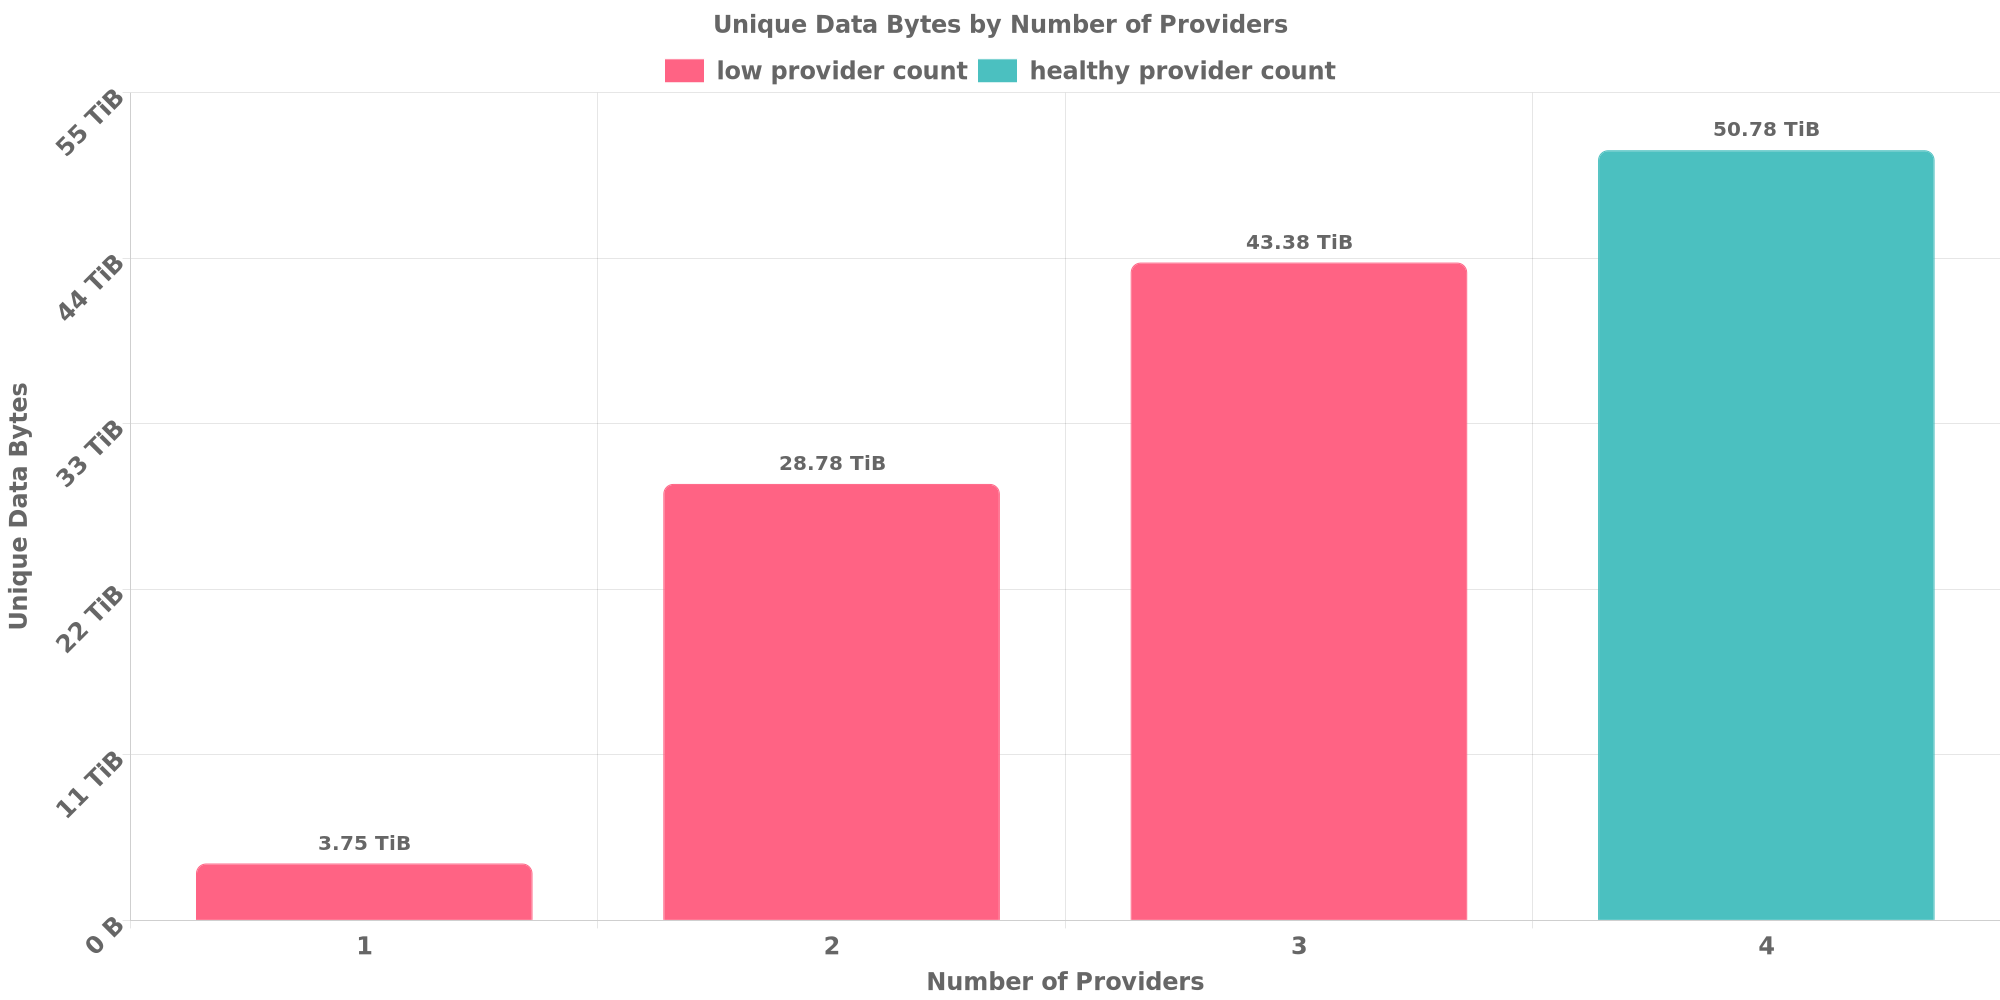 Unique Data Bytes by Number of Providers
low provider count
healthy provider count
55 TiB
44 TiB
33 TiB
22 TiB
11 TiB
0 B
Unique Data Bytes
3.75 TiB
28.78 TiB
43.38 TiB
50.78 TiB
1
2
3
4
Number of Providers